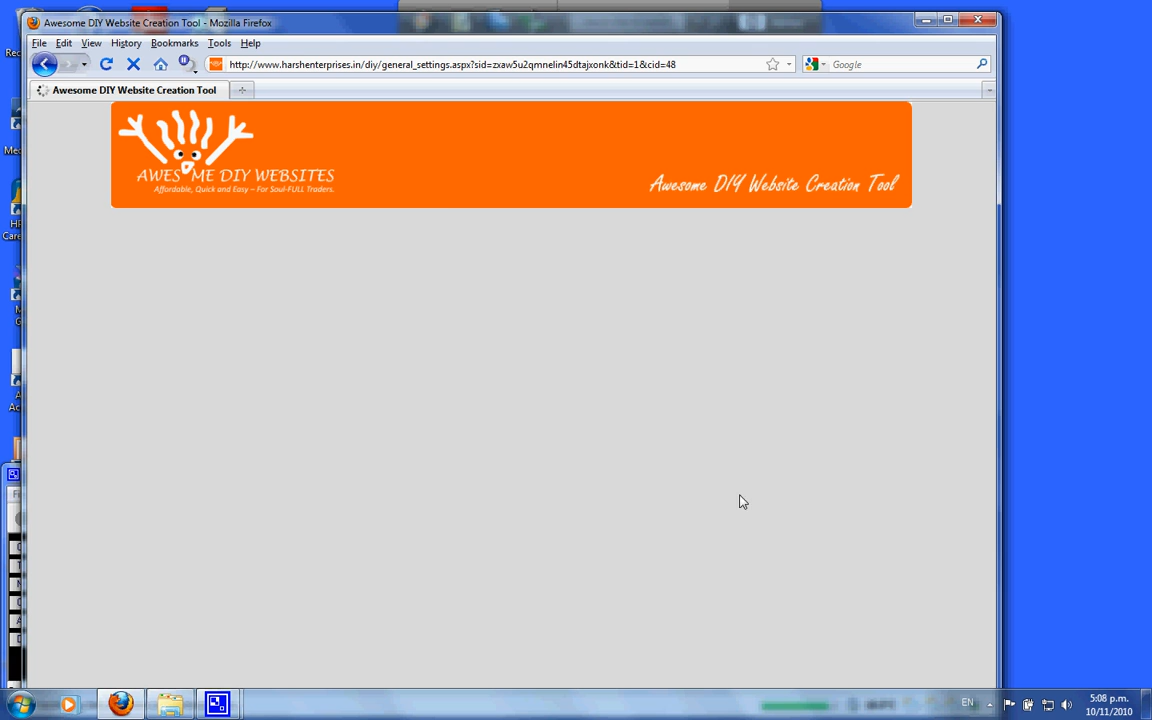 Awesome DIY Website Creation Tool - Mozilla Firefox
File Edit View History Bookmarks Tools Help
http://www.harshenterprises.in/diy/general_settings.aspx?sid=zxaw5u2qmnelin45dtajxonk&tid=1&cid=48
Google
Awesome DIY Website Creation Tool
AWESOME DIY WEBSITES
Affordable, Quick and Easy – For Soul-FULL Traders.
Awesome DIY Website Creation Tool
EN
5:08 p.m.
10/11/2010